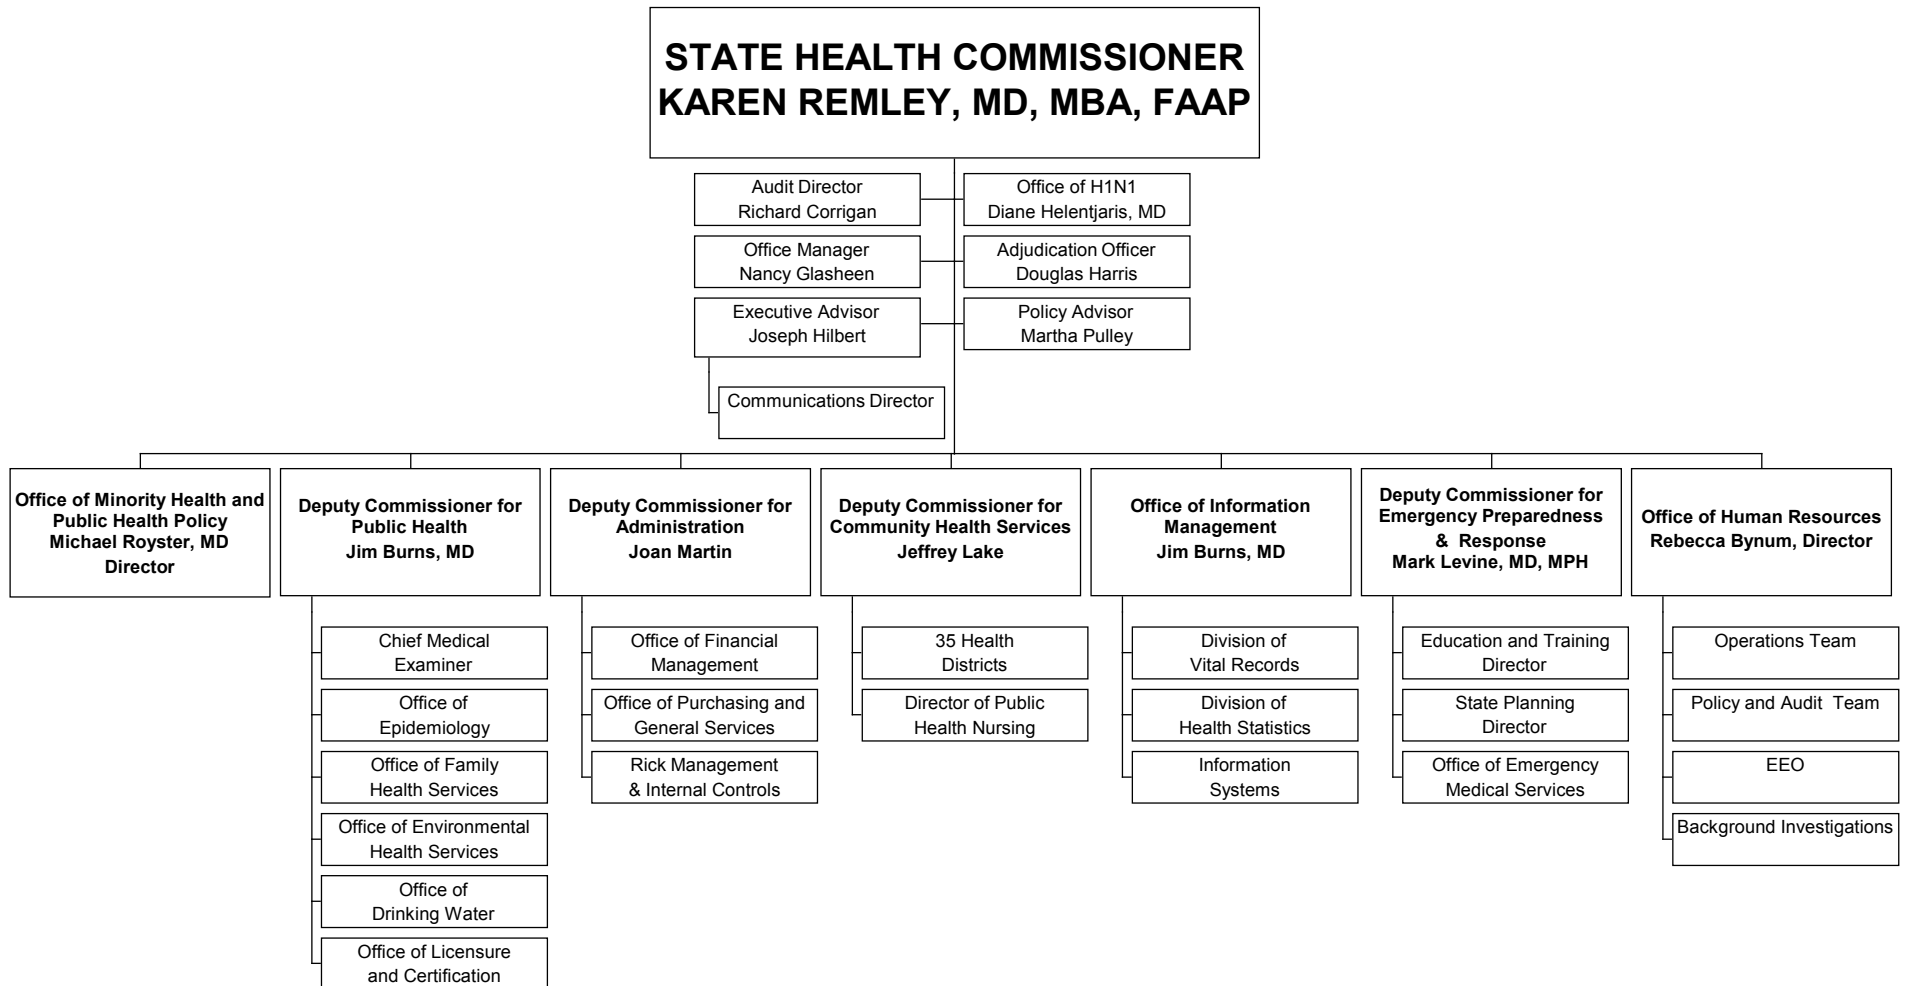 STATE HEALTH COMMISSIONER
KAREN REMLEY, MD, MBA, FAAP
Audit Director
Richard Corrigan
Office of H1N1
Diane Helentjaris, MD
Office Manager
Nancy Glasheen
Adjudication Officer
Douglas Harris
Executive Advisor
Joseph Hilbert
Policy Advisor
Martha Pulley
Communications Director
Office of Minority Health and
Public Health Policy
Michael Royster, MD
Director
Deputy Commissioner for
Public Health
Jim Burns, MD
Deputy Commissioner for
Administration
Joan Martin
Deputy Commissioner for
Community Health Services
Jeffrey Lake
Office of Information
Management
Jim Burns, MD
Deputy Commissioner for
Emergency Preparedness
& Response
Mark Levine, MD, MPH
Office of Human Resources
Rebecca Bynum, Director
Chief Medical
Examiner
Office of
Epidemiology
Office of Family
Health Services
Office of Environmental
Health Services
Office of
Drinking Water
Office of Licensure
and Certification
Office of Financial
Management
Office of Purchasing and
General Services
Rick Management
& Internal Controls
35 Health
Districts
Director of Public
Health Nursing
Division of
Vital Records
Division of
Health Statistics
Information
Systems
Education and Training
Director
State Planning
Director
Office of Emergency
Medical Services
Operations Team
Policy and Audit Team
EEO
Background Investigations